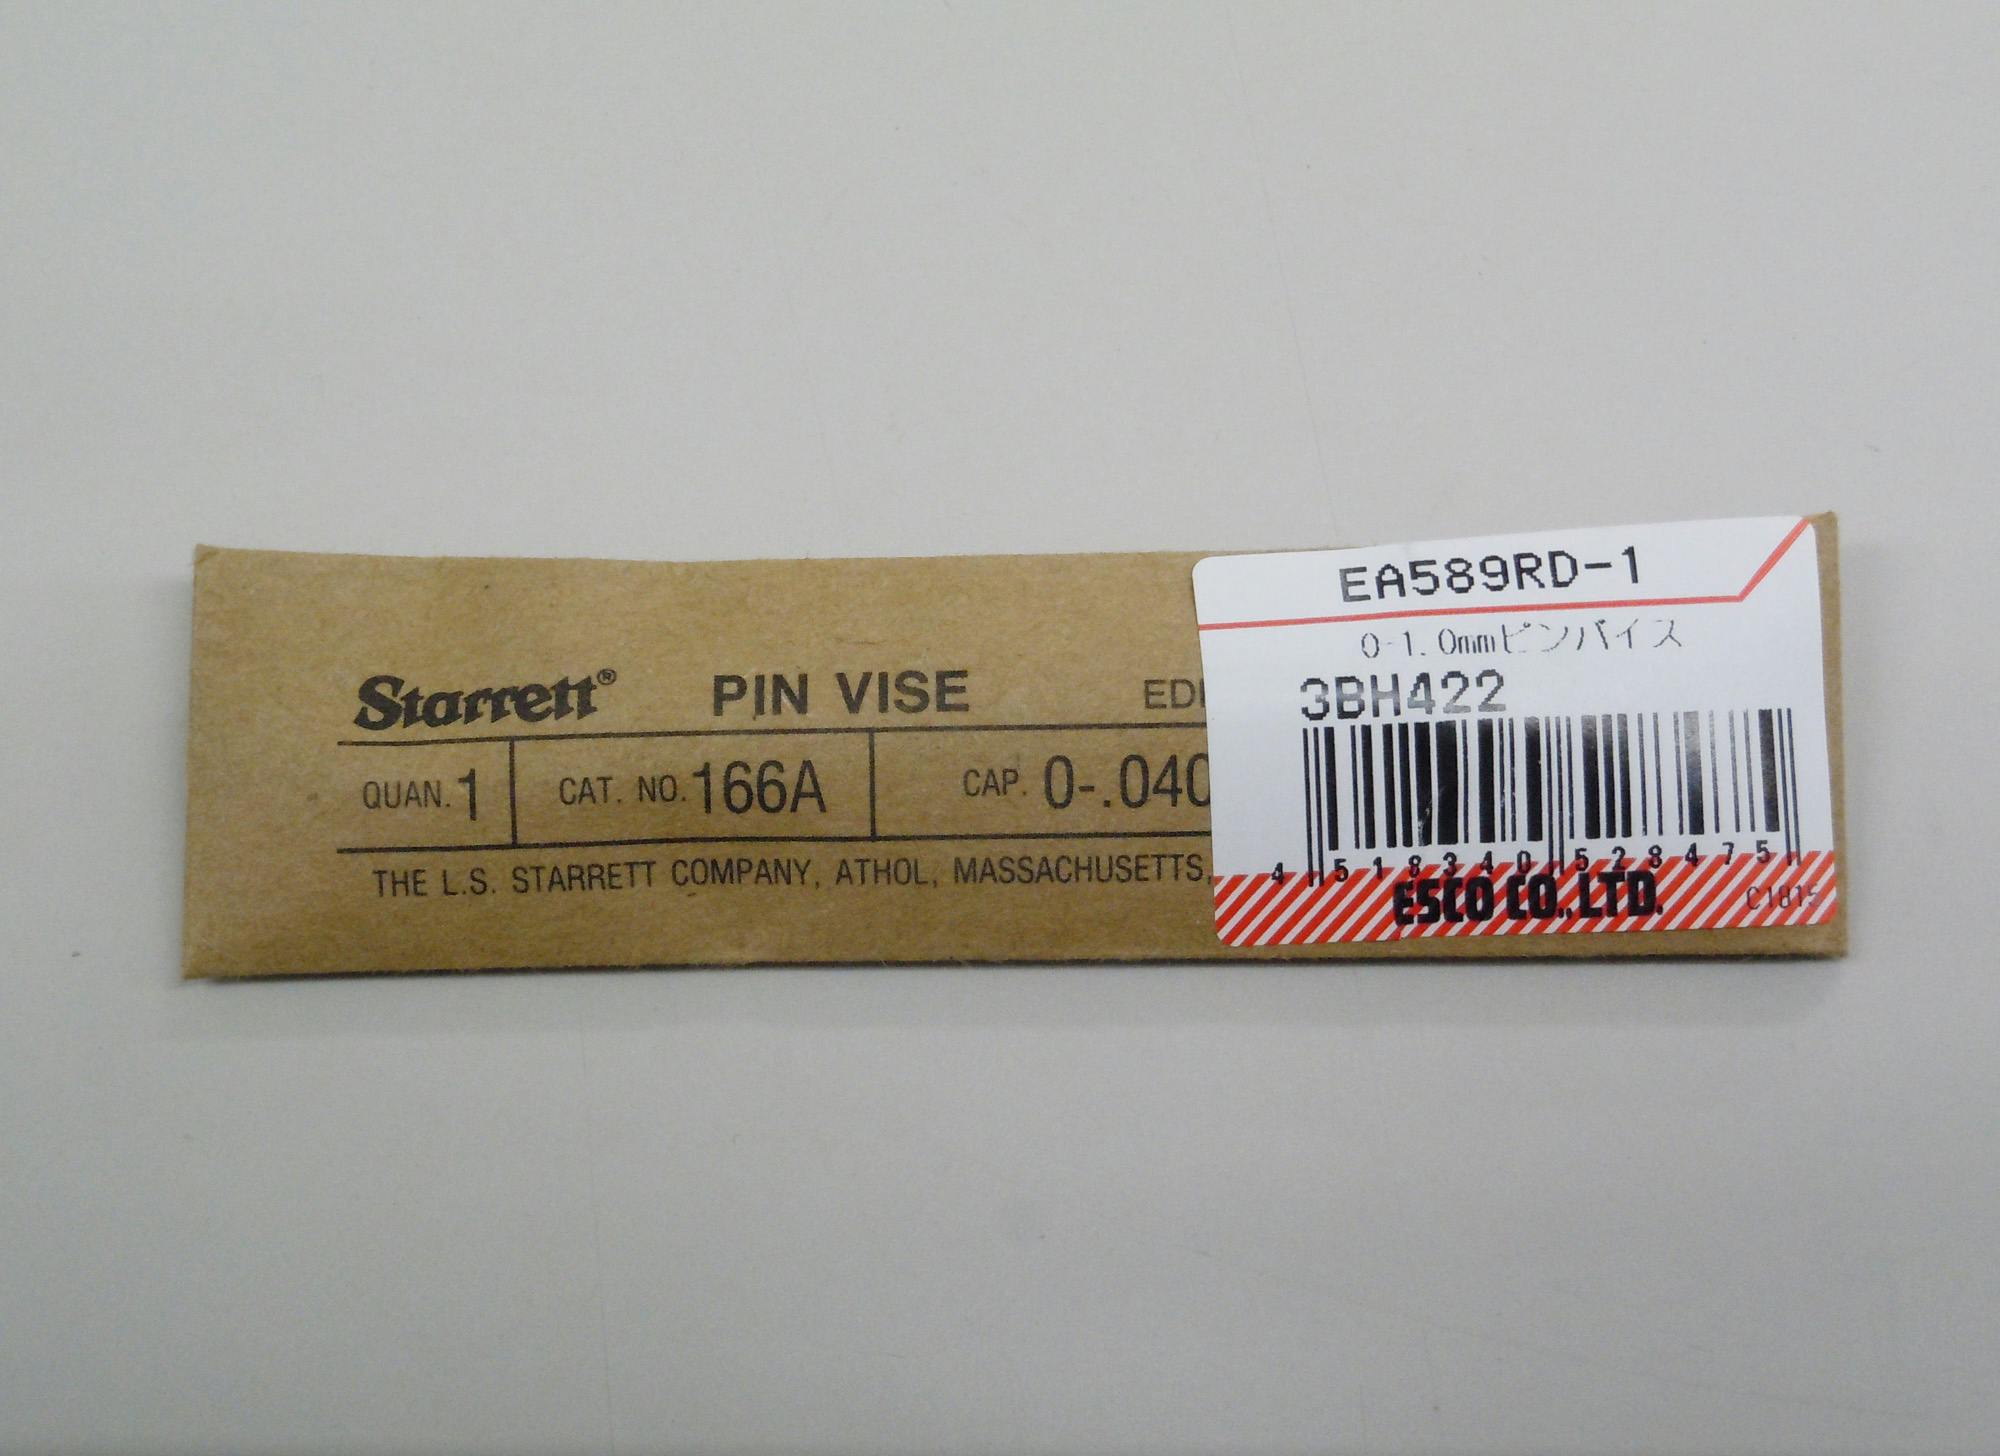 Starrett® PIN VISE EDI
QUAN. 1 CAT. NO. 166A CAP. 0-.040
THE L.S. STARRETT COMPANY, ATHOL, MASSACHUSETTS,
EA589RD-1
0-1.0mmピンバイス
3BH422
4 518340 528475
ESCO CO.,LTD.
C1815